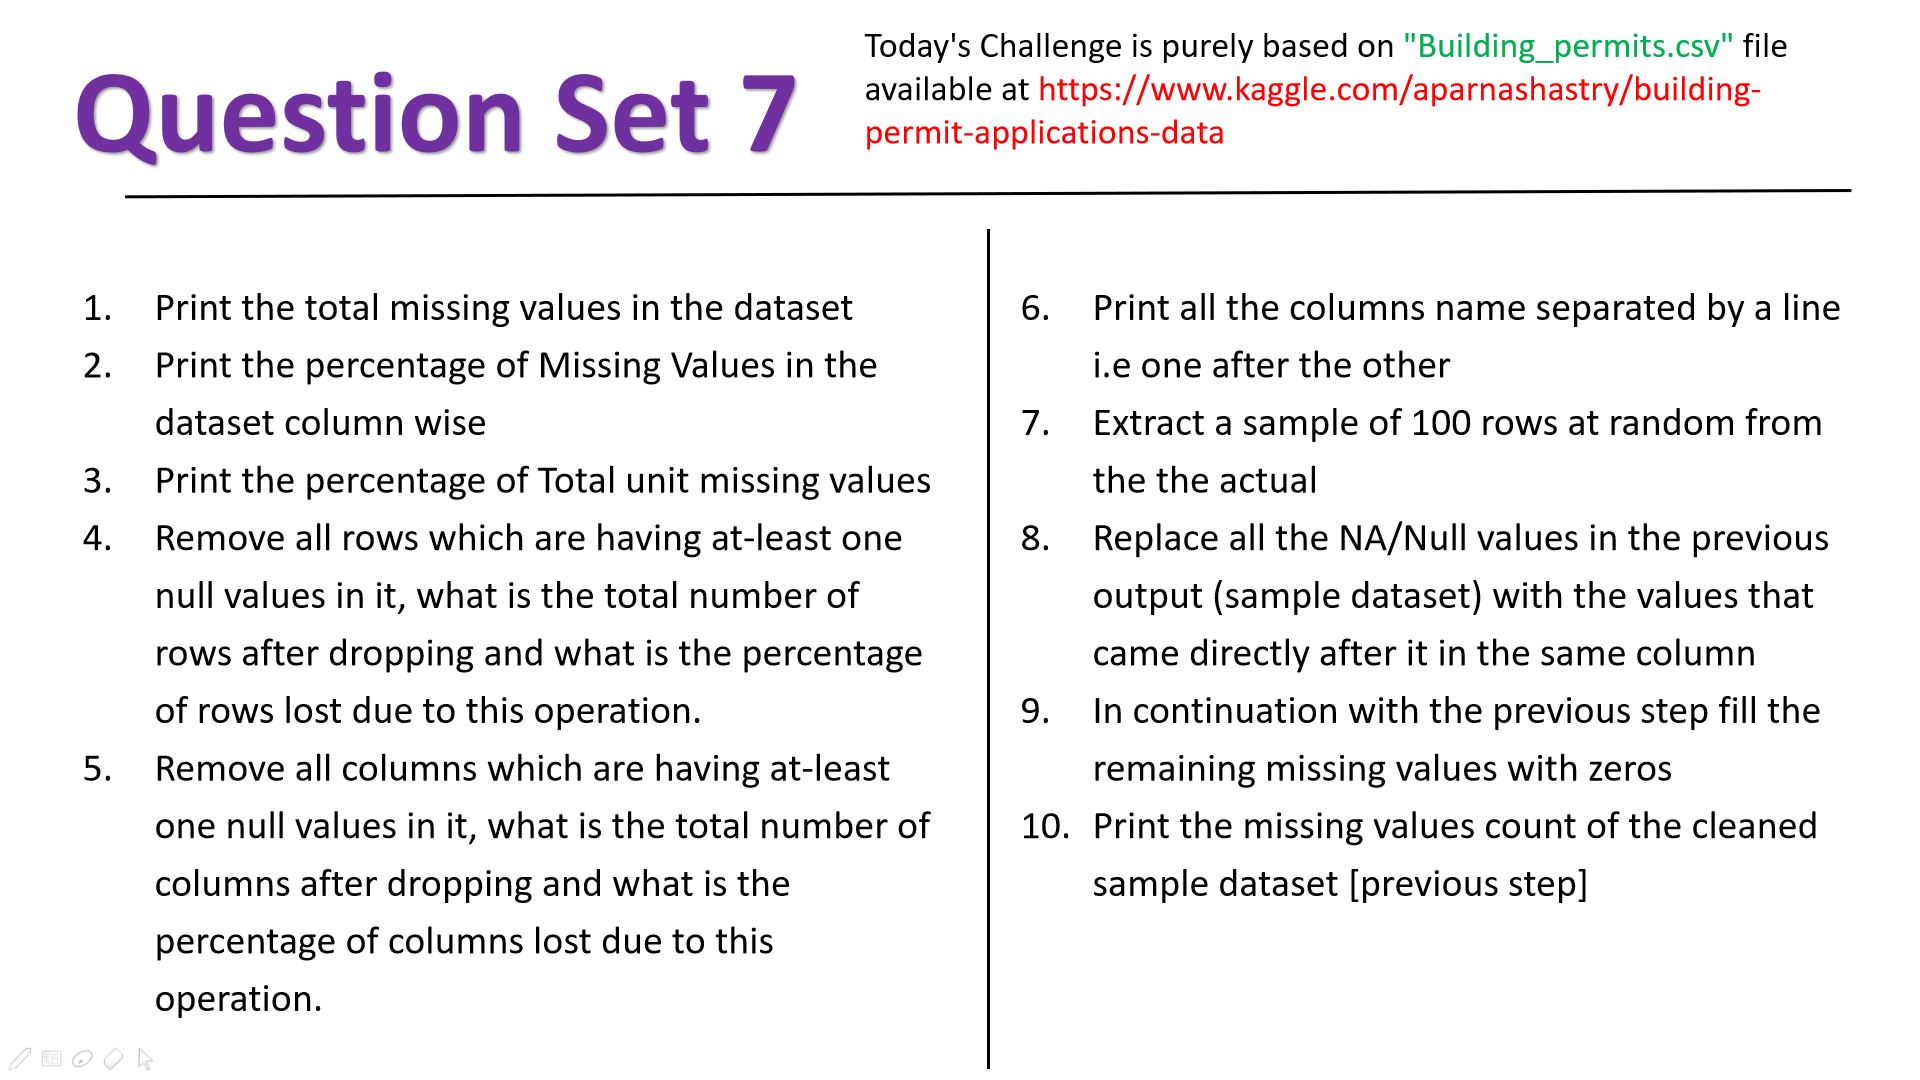 Question Set 7
Today's Challenge is purely based on "Building_permits.csv" file
available at https://www.kaggle.com/aparnashastry/building-
permit-applications-data
1. Print the total missing values in the dataset
2. Print the percentage of Missing Values in the
dataset column wise
3. Print the percentage of Total unit missing values
4. Remove all rows which are having at-least one
null values in it, what is the total number of
rows after dropping and what is the percentage
of rows lost due to this operation.
5. Remove all columns which are having at-least
one null values in it, what is the total number of
columns after dropping and what is the
percentage of columns lost due to this
operation.
6. Print all the columns name separated by a line
i.e one after the other
7. Extract a sample of 100 rows at random from
the the actual
8. Replace all the NA/Null values in the previous
output (sample dataset) with the values that
came directly after it in the same column
9. In continuation with the previous step fill the
remaining missing values with zeros
10. Print the missing values count of the cleaned
sample dataset [previous step]